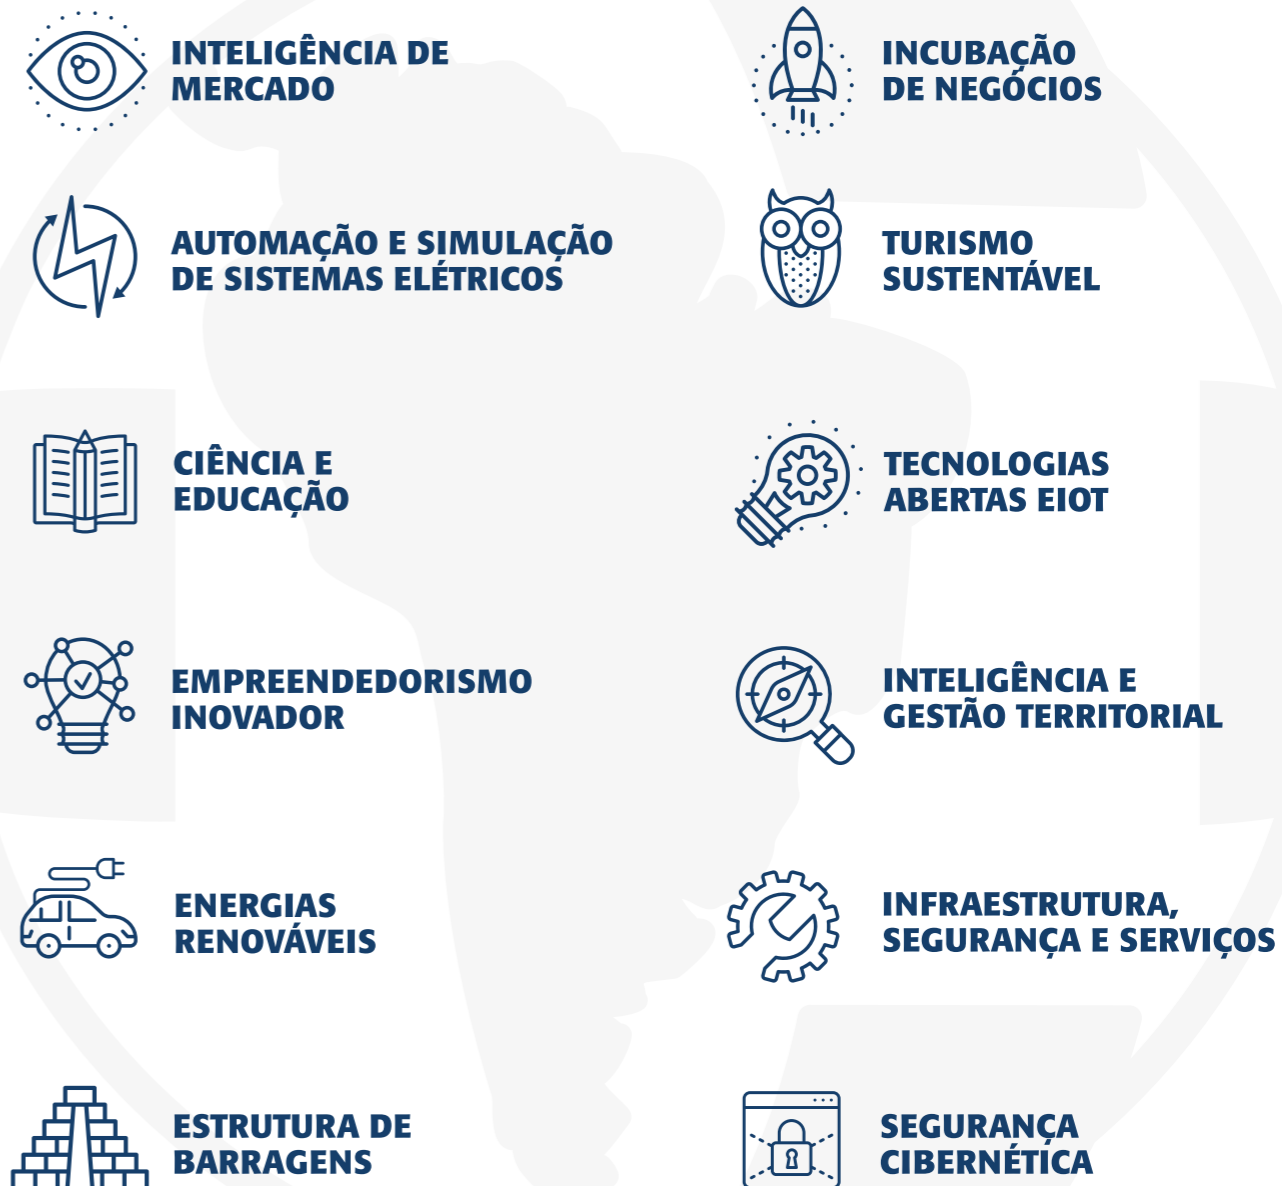 INTELIGÊNCIA DE
MERCADO
INCUBAÇÃO
DE NEGÓCIOS
AUTOMAÇÃO E SIMULAÇÃO
DE SISTEMAS ELÉTRICOS
TURISMO
SUSTENTÁVEL
CIÊNCIA E
EDUCAÇÃO
TECNOLOGIAS
ABERTAS EIOT
EMPREENDEDORISMO
INOVADOR
INTELIGÊNCIA E
GESTÃO TERRITORIAL
ENERGIAS
RENOVÁVEIS
INFRAESTRUTURA,
SEGURANÇA E SERVIÇOS
ESTRUTURA DE
BARRAGENS
SEGURANÇA
CIBERNÉTICA